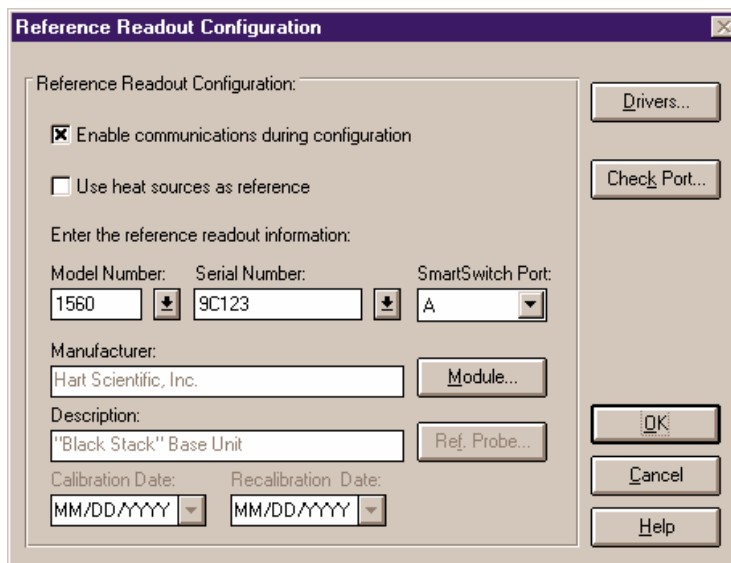 Reference Readout Configuration
Reference Readout Configuration:
Drivers...
Enable communications during configuration
Check Port...
Use heat sources as reference
Enter the reference readout information:
Model Number: Serial Number: SmartSwitch Port:
1560 9C123 A
Manufacturer:
Hart Scientific, Inc. Module...
Description:
"Black Stack" Base Unit Ref. Probe... OK
Calibration Date: Recalibration Date: Cancel
MM/DD/YYYY MM/DD/YYYY Help